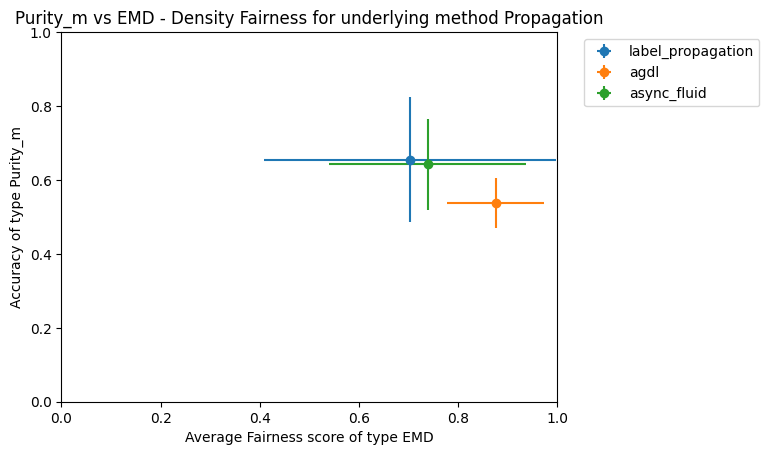 Purity_m vs EMD - Density Fairness for underlying method Propagation
label_propagation
agdl
async_fluid
Accuracy of type Purity_m
1.0
0.8
0.6
0.4
0.2
0.0
0.0 0.2 0.4 0.6 0.8 1.0
Average Fairness score of type EMD